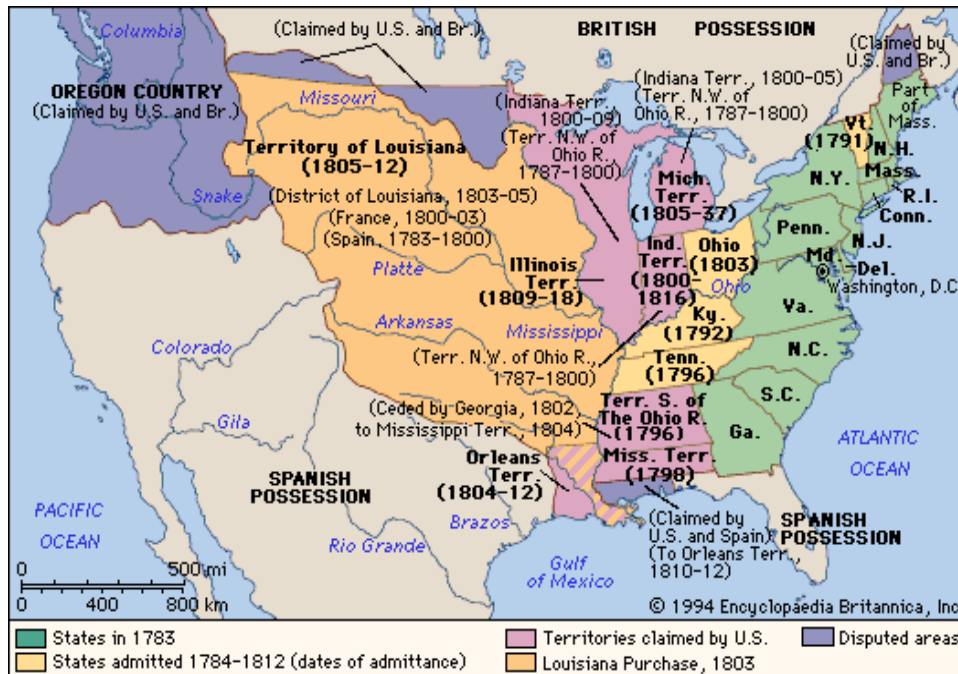 Columbia
(Claimed by U.S. and Br.)
BRITISH POSSESSION
(Claimed by
U.S. and Br.)
OREGON COUNTRY
(Claimed by U.S. and Br.)
Missouri
(Indiana Terr., 1800-05)
(Terr. N.W. of
Ohio R., 1787-1800)
Part
of
Mass.
(Indiana Terr.
1800-09)
(Terr. N.W. of
Ohio R.,
1787-1800)
Vt.
(1791)
N.H.
Mass.
R.I.
Conn.
N.Y.
Territory of Louisiana
(1805-12)
Snake
(District of Louisiana, 1803-05)
(France, 1800-03)
(Spain, 1783-1800)
Mich.
Terr.
(1805-37)
Penn.
N.J.
Md.
Del.
Washington, D.C
Platte
Illinois
Terr.
(1809-18)
Ind.
Terr.
(1800-
1816)
Ohio
(1803)
Ohio
Va.
Arkansas
Mississippi
Ky.
(1792)
Colorado
(Terr. N.W. of Ohio R.,
1787-1800)
Tenn.
(1796)
N.C.
S.C.
Gila
(Ceded by Georgia, 1802,
to Mississippi Terr., 1804)
Terr. S. of
The Ohio R.
(1796)
Ga.
ATLANTIC
OCEAN
SPANISH
POSSESSION
Orleans
Terr.
(1804-12)
Miss. Terr.
(1798)
PACIFIC
OCEAN
Brazos
Rio Grande
(Claimed by
U.S. and Spain)
(To Orleans Terr.,
1810-12)
SPANISH
POSSESSION
Gulf
of Mexico
0 500 mi
0 400 800 km
© 1994 Encyclopaedia Britannica, Inc
States in 1783
States admitted 1784-1812 (dates of admittance)
Territories claimed by U.S.
Louisiana Purchase, 1803
Disputed areas